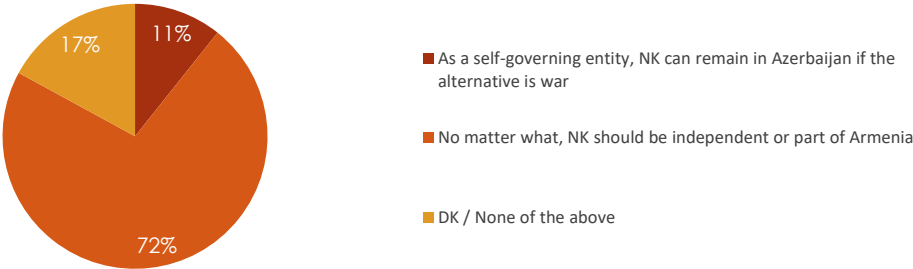 11%
17%
72%
As a self-governing entity, NK can remain in Azerbaijan if the
alternative is war
No matter what, NK should be independent or part of Armenia
DK / None of the above